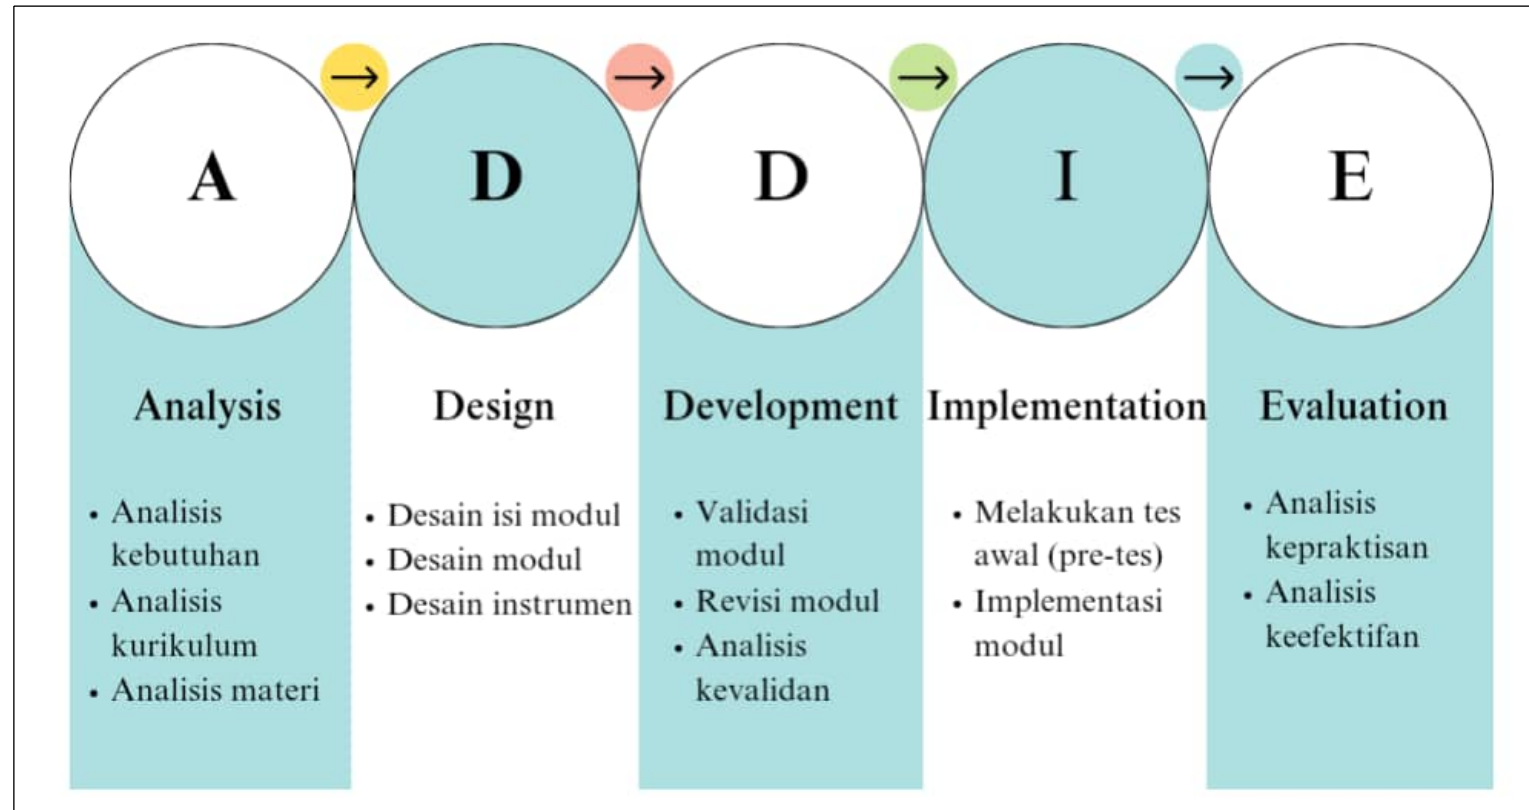 A
D
D
I
E
Analysis
Design
Development
Implementation
Evaluation
• Analisis
kebutuhan
• Analisis
kurikulum
• Analisis materi
• Desain isi modul
• Desain modul
• Desain instrumen
• Validasi
modul
• Revisi modul
• Analisis
kevalidan
• Melakukan tes
awal (pre-tes)
• Implementasi
modul
• Analisis
kepraktisan
• Analisis
keefektifan